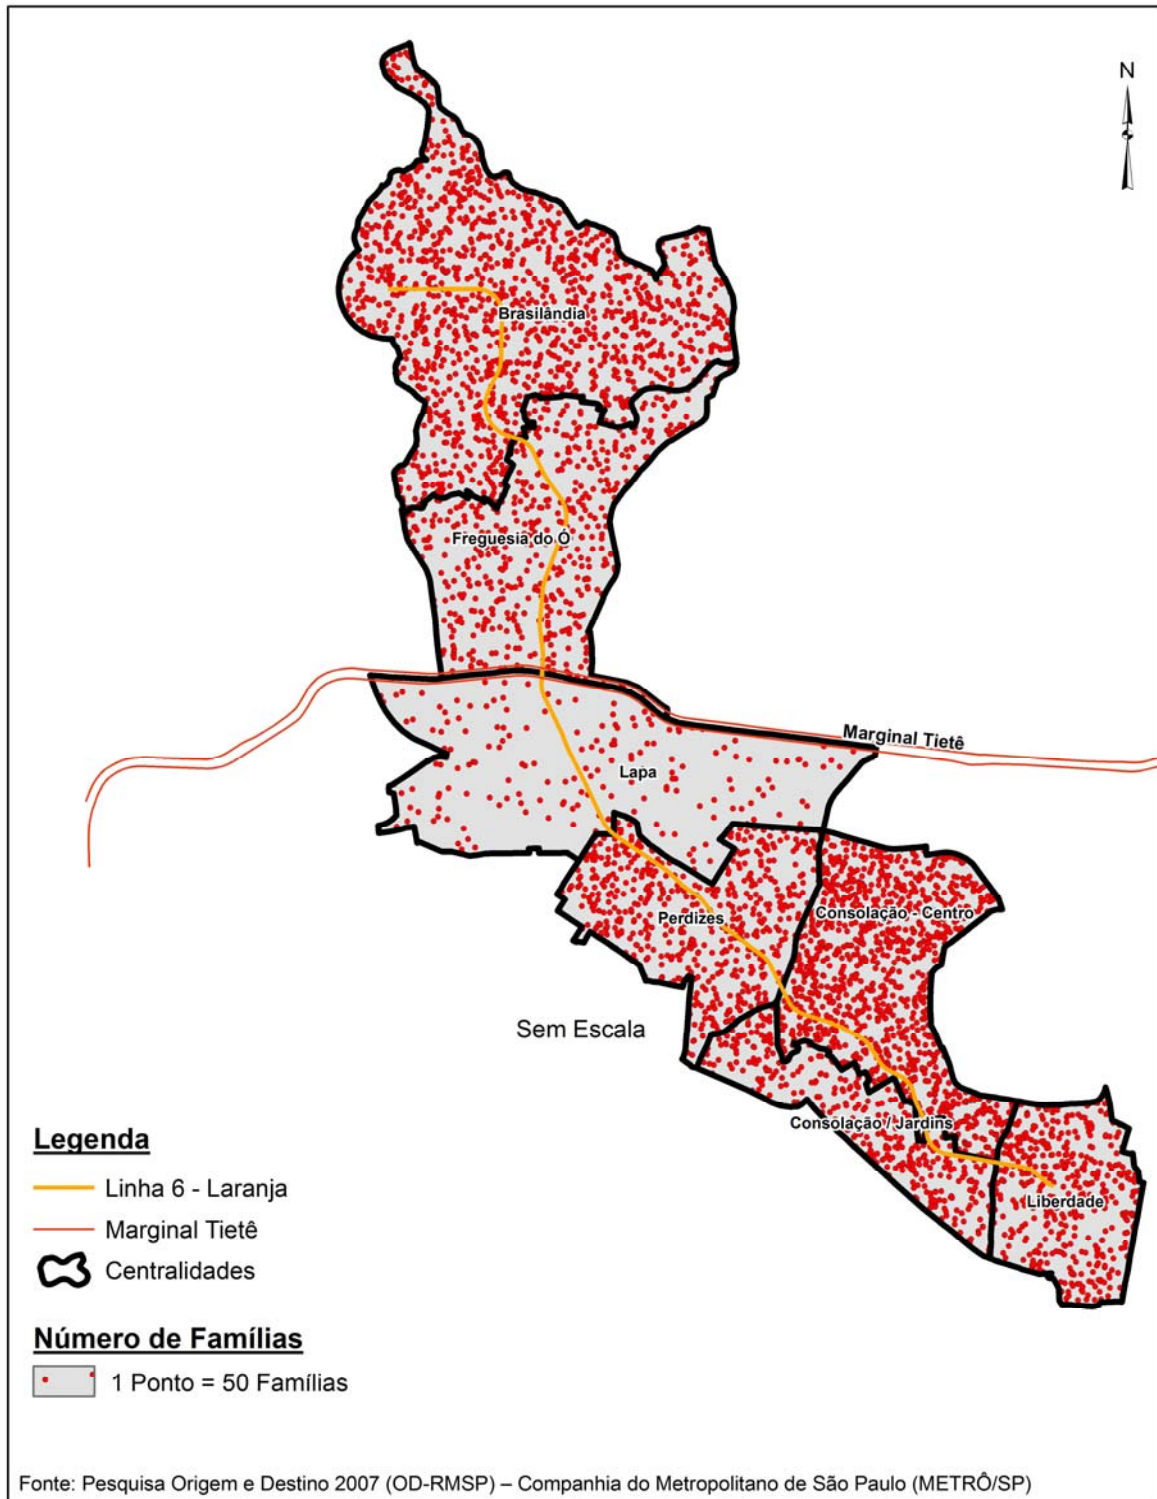 N
Brasilândia
Freguesia do Ó
Marginal Tietê
Lapa
Consolação - Centro
Perdizes
Sem Escala
Consolação / Jardins
Liberdade
Legenda
Linha 6 - Laranja
Marginal Tietê
Centralidades
Número de Famílias
1 Ponto = 50 Famílias
Fonte: Pesquisa Origem e Destino 2007 (OD-RMSP) – Companhia do Metropolitano de São Paulo (METRÔ/SP)